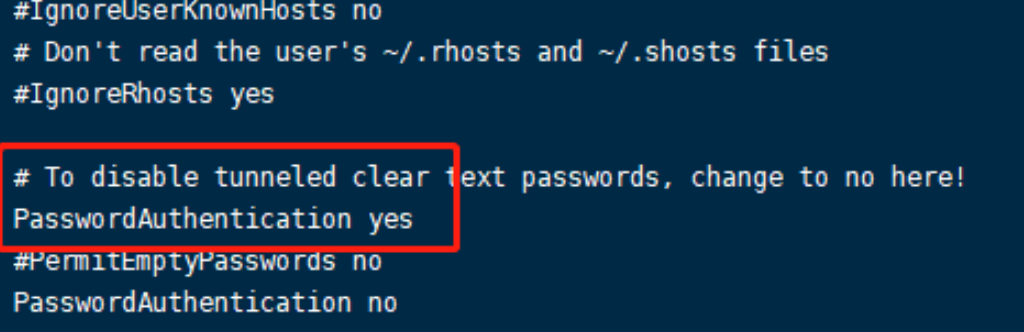 #IgnoreUserKnownHosts no
# Don't read the user's ~/.rhosts and ~/.shosts files
#IgnoreRhosts yes
# To disable tunneled clear text passwords, change to no here!
PasswordAuthentication yes
#PermitEmptyPasswords no
PasswordAuthentication no